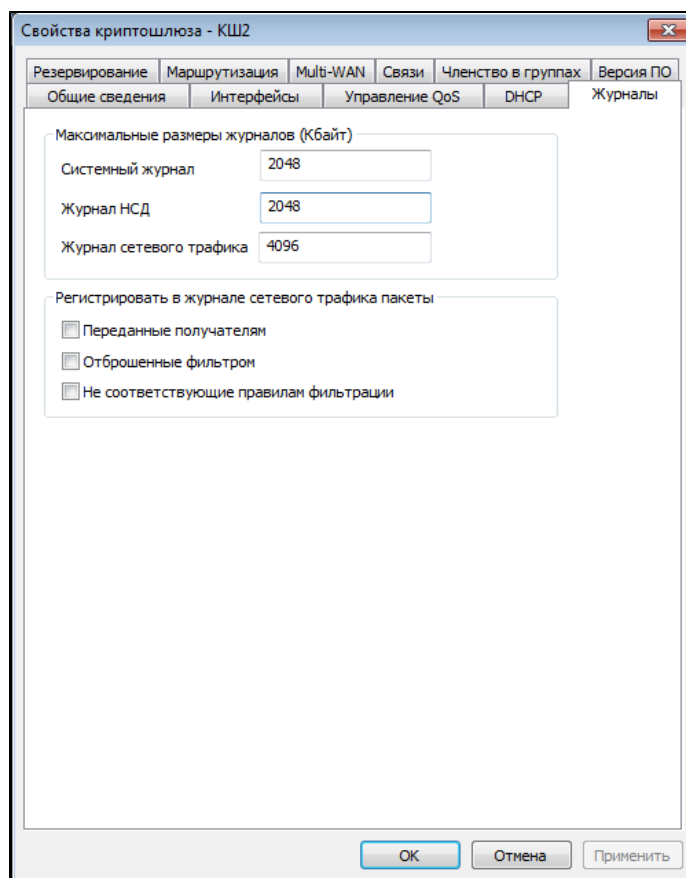 Свойства криптошлюза - КШ2
Резервирование Маршрутизация Multi-WAN Связи Членство в группах Версия ПО
Общие сведения Интерфейсы Управление QoS DHCP Журналы
Максимальные размеры журналов (Кбайт)
Системный журнал 2048
Журнал НСД 2048
Журнал сетевого трафика 4096
Регистрировать в журнале сетевого трафика пакеты
Переданные получателям
Отброшенные фильтром
Не соответствующие правилам фильтрации
OK Отмена Применить